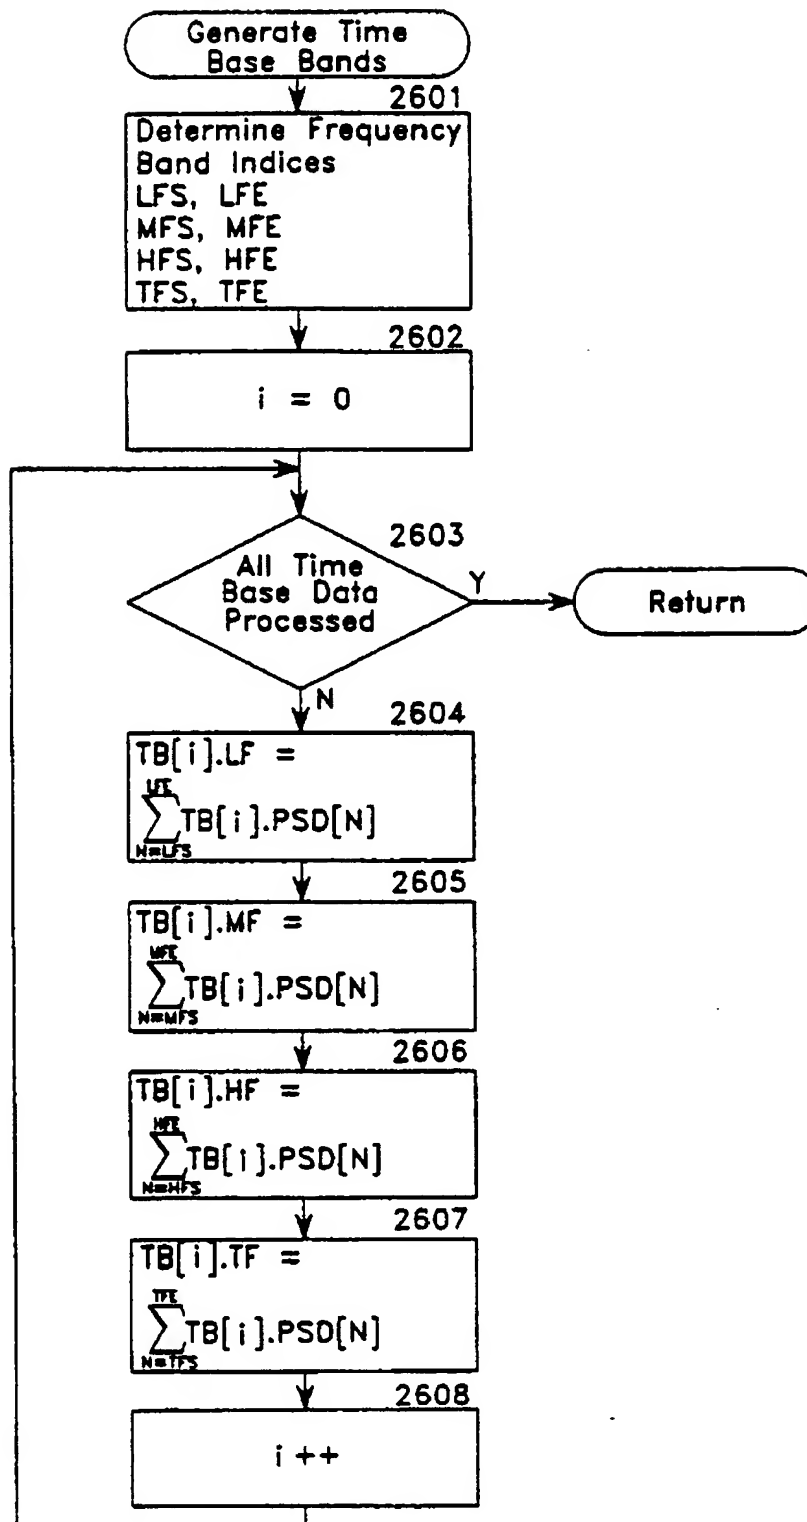 Generate Time
Base Bands
2601
Determine Frequency
Band Indices
LFS, LFE
MFS, MFE
HFS, HFE
TFS, TFE
2602
i = 0
2603
All Time
Base Data
Processed
Y
Return
N
2604
TB[i].LF =
LFE
∑TB[i].PSD[N]
N=LFS
2605
TB[i].MF =
MFE
∑TB[i].PSD[N]
N=MFS
2606
TB[i].HF =
HFE
∑TB[i].PSD[N]
N=HFS
2607
TB[i].TF =
TFE
∑TB[i].PSD[N]
N=TFS
2608
i ++